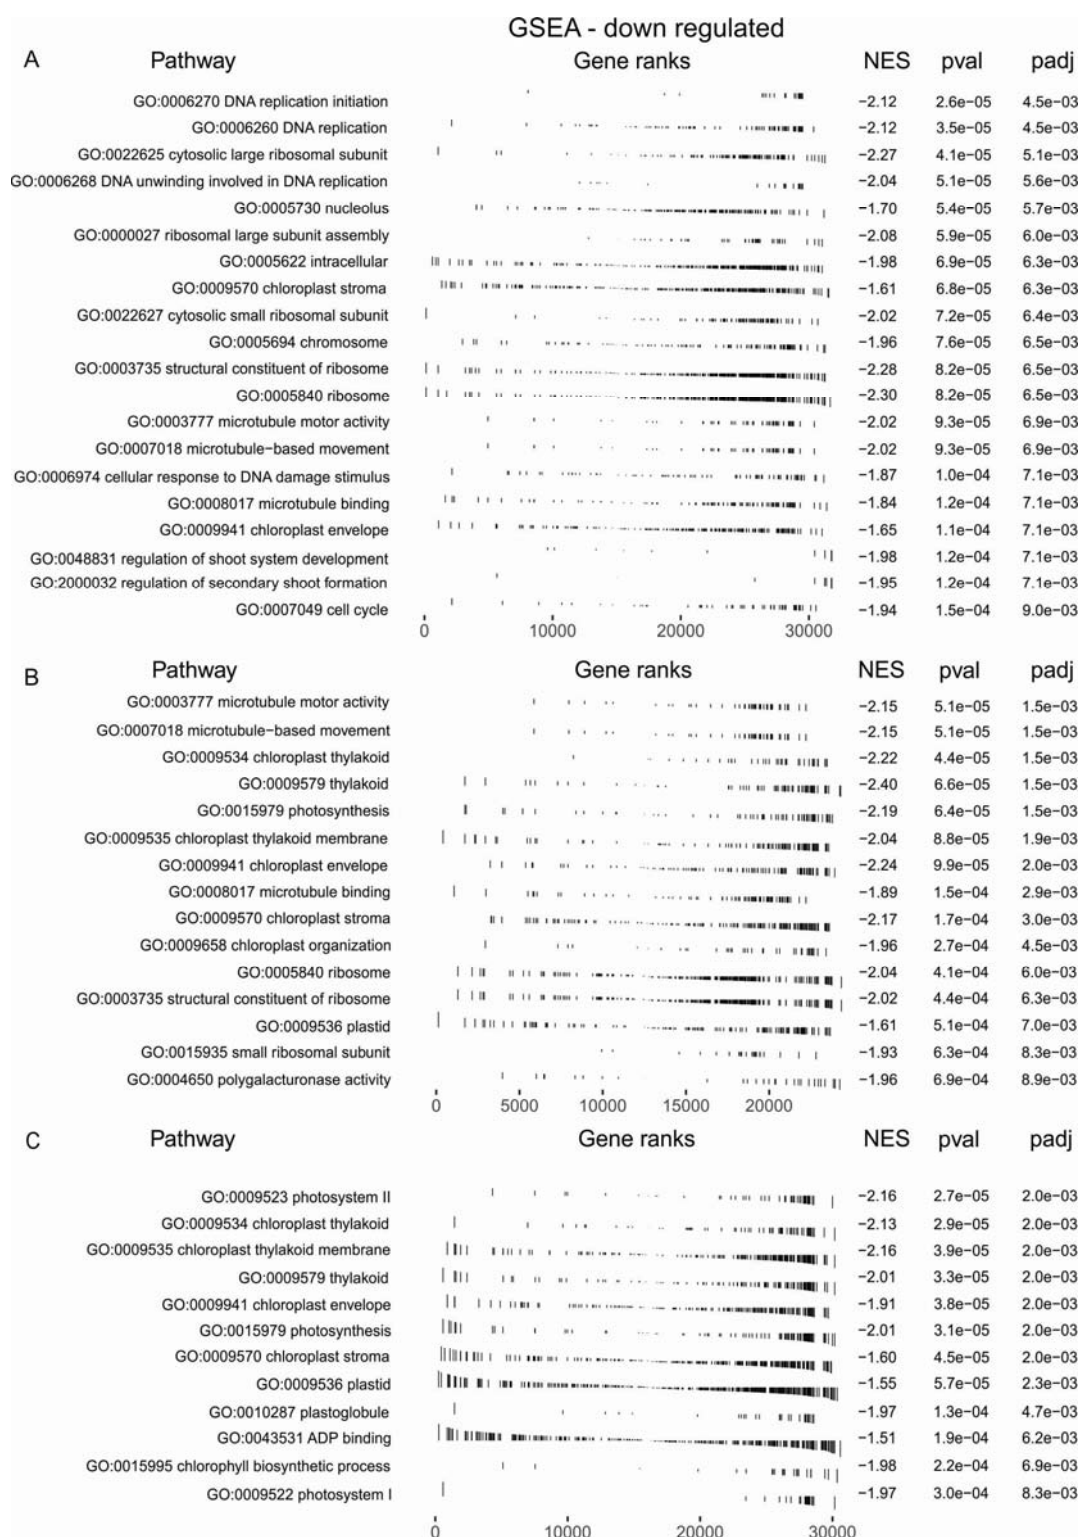 GSEA - down regulated
A Pathway Gene ranks NES pval padj
GO:0006270 DNA replication initiation −2.12 2.6e−05 4.5e−03
GO:0006260 DNA replication −2.12 3.5e−05 4.5e−03
GO:0022625 cytosolic large ribosomal subunit −2.27 4.1e−05 5.1e−03
GO:0006268 DNA unwinding involved in DNA replication −2.04 5.1e−05 5.6e−03
GO:0005730 nucleolus −1.70 5.4e−05 5.7e−03
GO:0000027 ribosomal large subunit assembly −2.08 5.9e−05 6.0e−03
GO:0005622 intracellular −1.98 6.9e−05 6.3e−03
GO:0009570 chloroplast stroma −1.61 6.8e−05 6.3e−03
GO:0022627 cytosolic small ribosomal subunit −2.02 7.2e−05 6.4e−03
GO:0005694 chromosome −1.96 7.6e−05 6.5e−03
GO:0003735 structural constituent of ribosome −2.28 8.2e−05 6.5e−03
GO:0005840 ribosome −2.30 8.2e−05 6.5e−03
GO:0003777 microtubule motor activity −2.02 9.3e−05 6.9e−03
GO:0007018 microtubule−based movement −2.02 9.3e−05 6.9e−03
GO:0006974 cellular response to DNA damage stimulus −1.87 1.0e−04 7.1e−03
GO:0008017 microtubule binding −1.84 1.2e−04 7.1e−03
GO:0009941 chloroplast envelope −1.65 1.1e−04 7.1e−03
GO:0048831 regulation of shoot system development −1.98 1.2e−04 7.1e−03
GO:2000032 regulation of secondary shoot formation −1.95 1.2e−04 7.1e−03
GO:0007049 cell cycle −1.94 1.5e−04 9.0e−03
0 10000 20000 30000
B Pathway Gene ranks NES pval padj
GO:0003777 microtubule motor activity −2.15 5.1e−05 1.5e−03
GO:0007018 microtubule−based movement −2.15 5.1e−05 1.5e−03
GO:0009534 chloroplast thylakoid −2.22 4.4e−05 1.5e−03
GO:0009579 thylakoid −2.40 6.6e−05 1.5e−03
GO:0015979 photosynthesis −2.19 6.4e−05 1.5e−03
GO:0009535 chloroplast thylakoid membrane −2.04 8.8e−05 1.9e−03
GO:0009941 chloroplast envelope −2.24 9.9e−05 2.0e−03
GO:0008017 microtubule binding −1.89 1.5e−04 2.9e−03
GO:0009570 chloroplast stroma −2.17 1.7e−04 3.0e−03
GO:0009658 chloroplast organization −1.96 2.7e−04 4.5e−03
GO:0005840 ribosome −2.04 4.1e−04 6.0e−03
GO:0003735 structural constituent of ribosome −2.02 4.4e−04 6.3e−03
GO:0009536 plastid −1.61 5.1e−04 7.0e−03
GO:0015935 small ribosomal subunit −1.93 6.3e−04 8.3e−03
GO:0004650 polygalacturonase activity −1.96 6.9e−04 8.9e−03
0 5000 10000 15000 20000
C Pathway Gene ranks NES pval padj
GO:0009523 photosystem II −2.16 2.7e−05 2.0e−03
GO:0009534 chloroplast thylakoid −2.13 2.9e−05 2.0e−03
GO:0009535 chloroplast thylakoid membrane −2.16 3.9e−05 2.0e−03
GO:0009579 thylakoid −2.01 3.3e−05 2.0e−03
GO:0009941 chloroplast envelope −1.91 3.8e−05 2.0e−03
GO:0015979 photosynthesis −2.01 3.1e−05 2.0e−03
GO:0009570 chloroplast stroma −1.60 4.5e−05 2.0e−03
GO:0009536 plastid −1.55 5.7e−05 2.3e−03
GO:0010287 plastoglobule −1.97 1.3e−04 4.7e−03
GO:0043531 ADP binding −1.51 1.9e−04 6.2e−03
GO:0015995 chlorophyll biosynthetic process −1.98 2.2e−04 6.9e−03
GO:0009522 photosystem I −1.97 3.0e−04 8.3e−03
0 10000 20000 30000